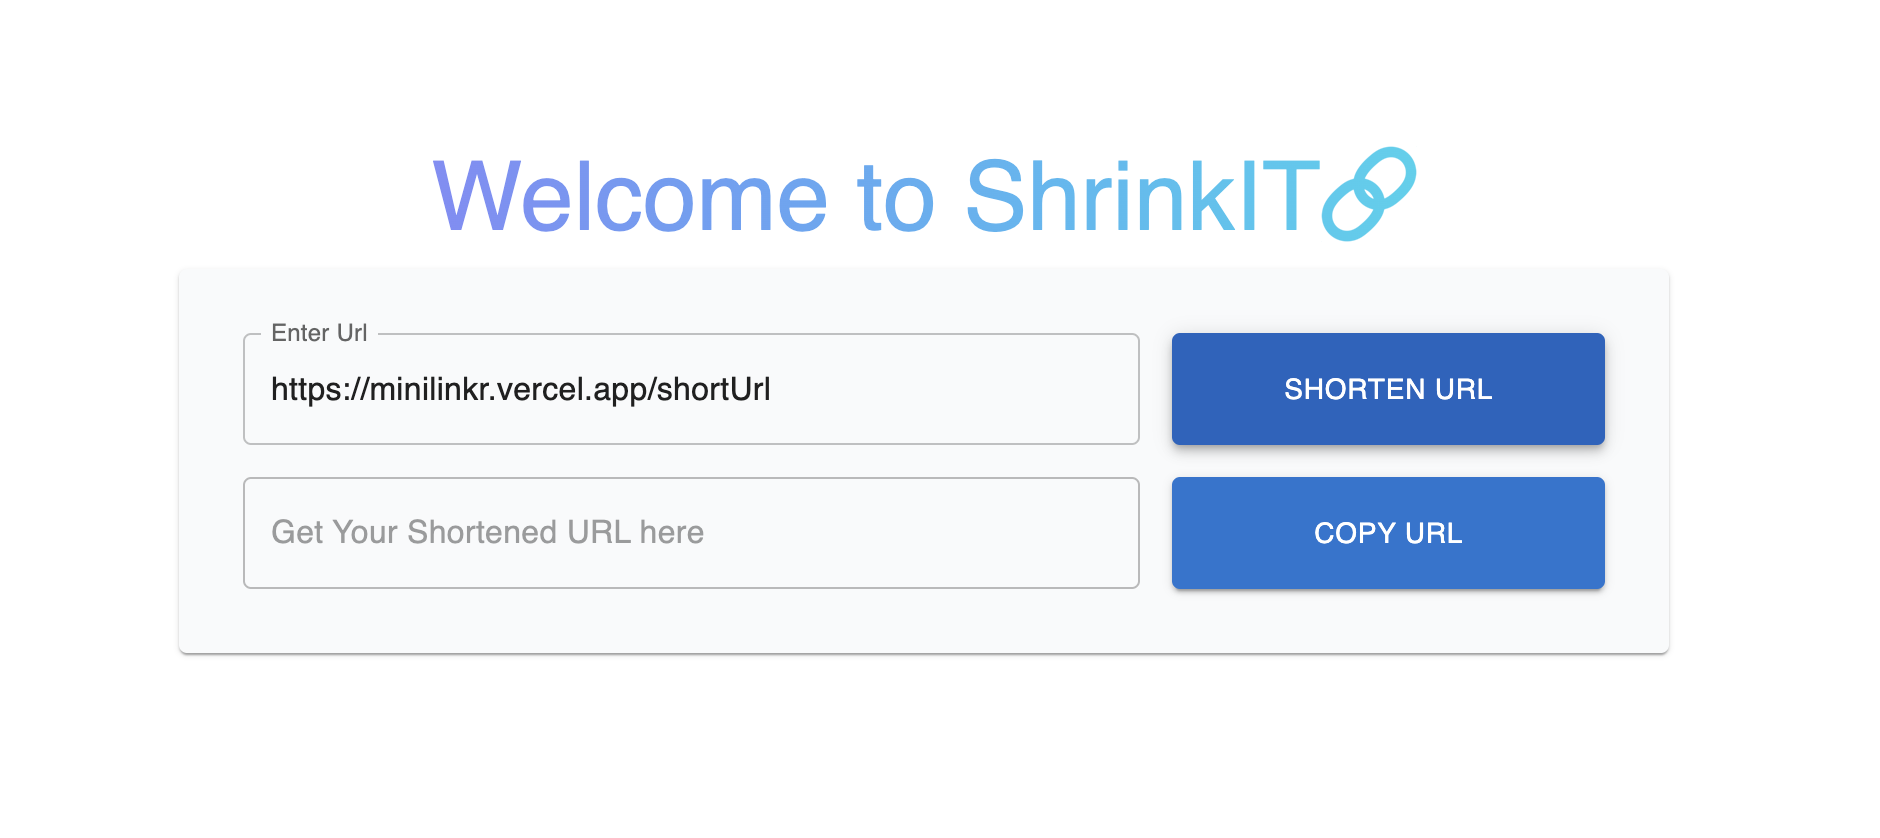 Welcome to ShrinkIT
Enter Url
https://minilinkr.vercel.app/shortUrl
SHORTEN URL
Get Your Shortened URL here
COPY URL